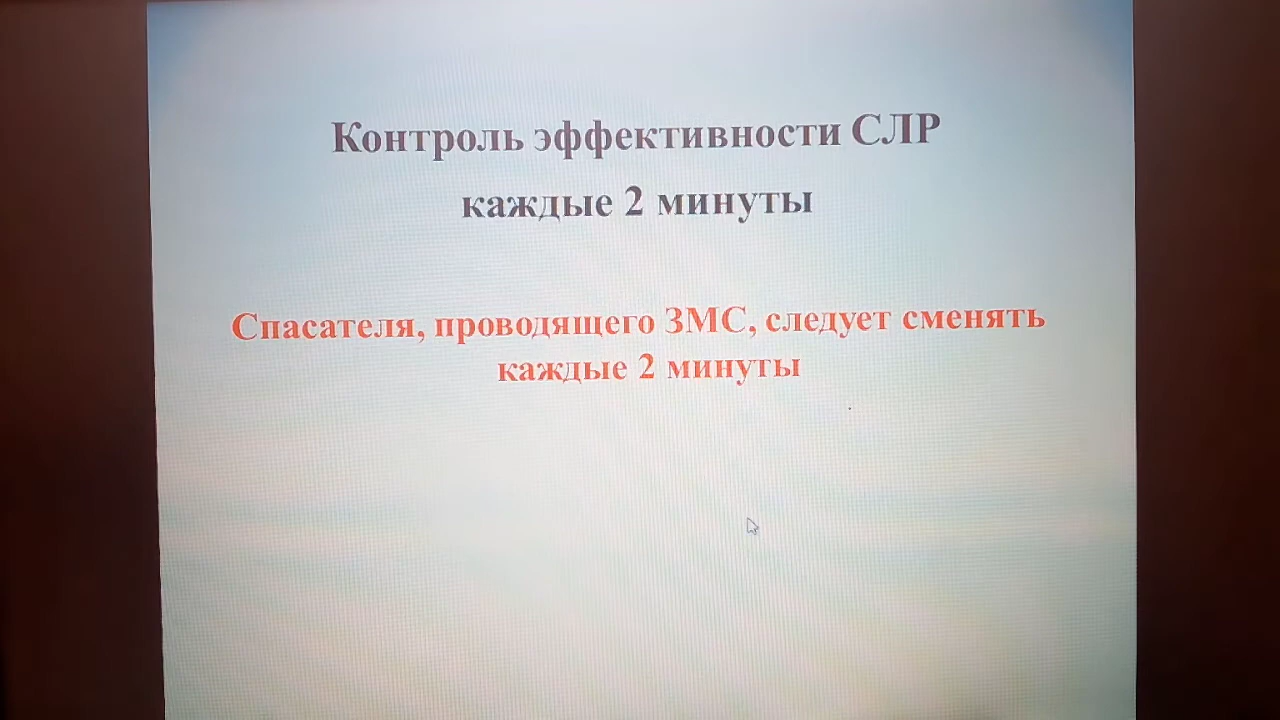 Контроль эффективности СЛР
каждые 2 минуты
Спасателя, проводящего ЗМС, следует сменять
каждые 2 минуты